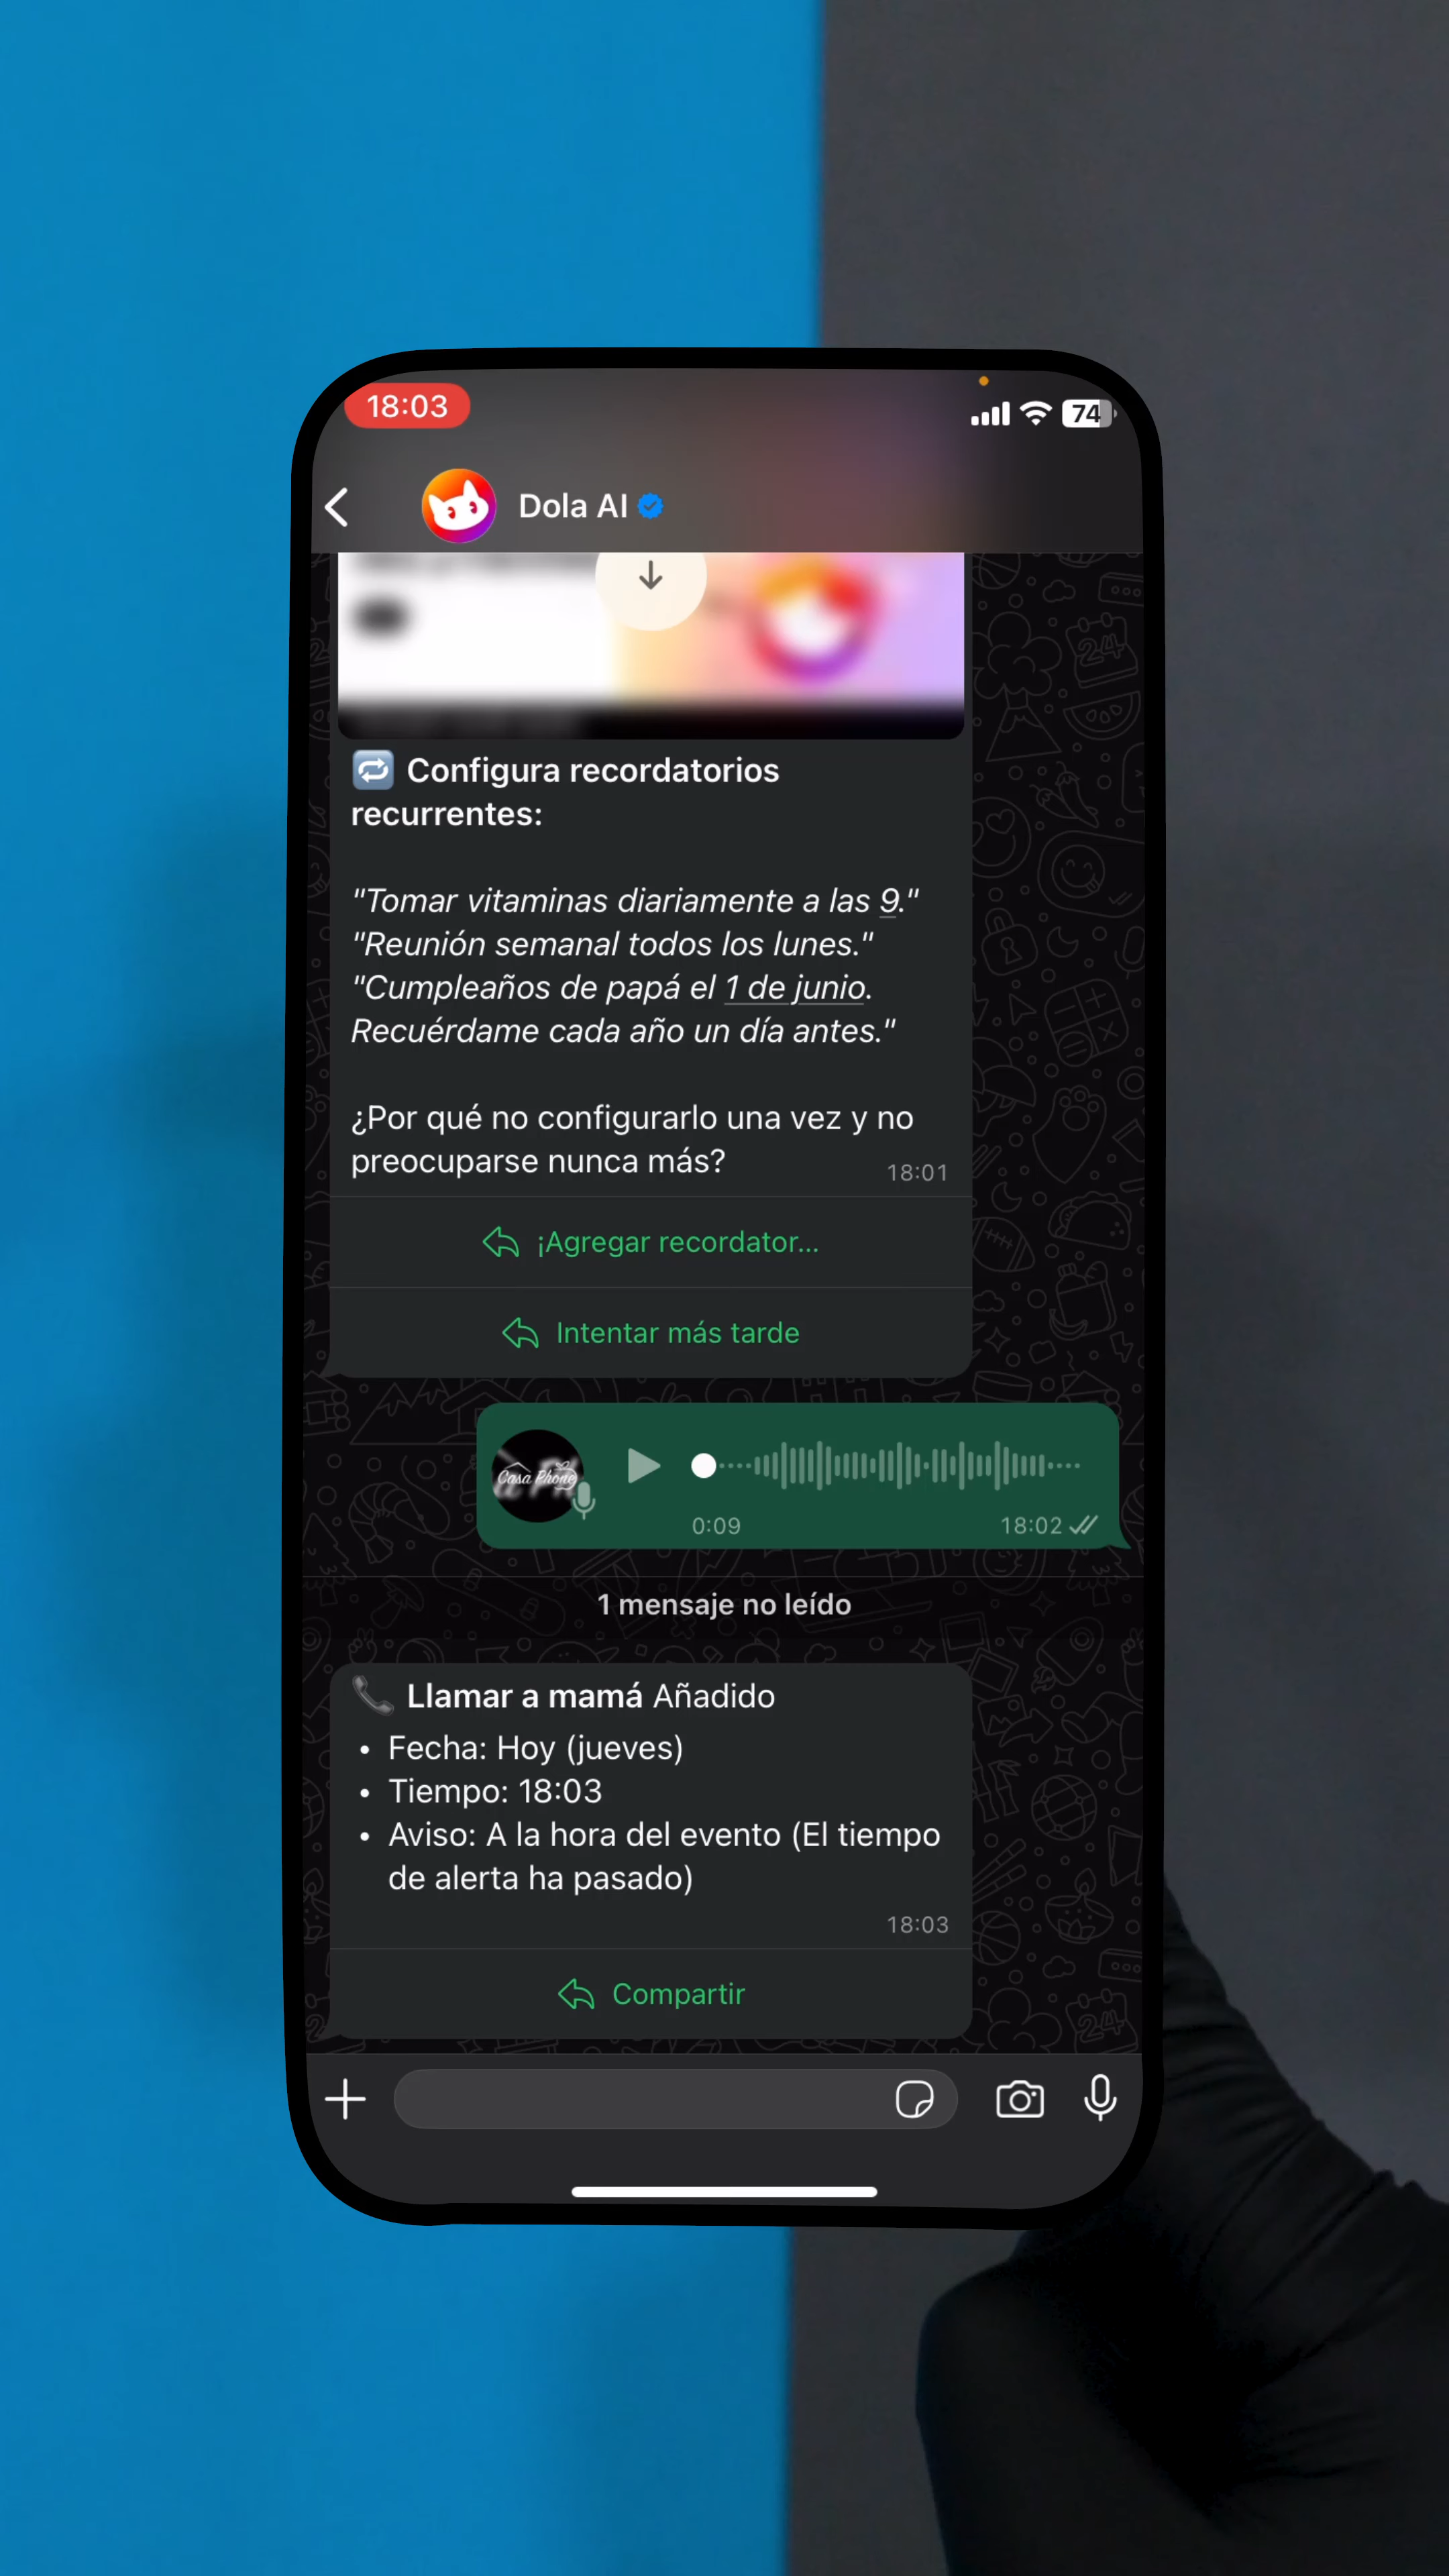 18:03
74
Dola AI
Configura recordatorios
recurrentes:
"Tomar vitaminas diariamente a las 9."
"Reunión semanal todos los lunes."
"Cumpleaños de papá el 1 de junio.
Recuérdame cada año un día antes."
¿Por qué no configurarlo una vez y no
preocuparse nunca más?
18:01
¡Agregar recordator...
Intentar más tarde
Casa Phone
0:09
18:02
1 mensaje no leído
Llamar a mamá Añadido
• Fecha: Hoy (jueves)
• Tiempo: 18:03
• Aviso: A la hora del evento (El tiempo
de alerta ha pasado)
18:03
Compartir